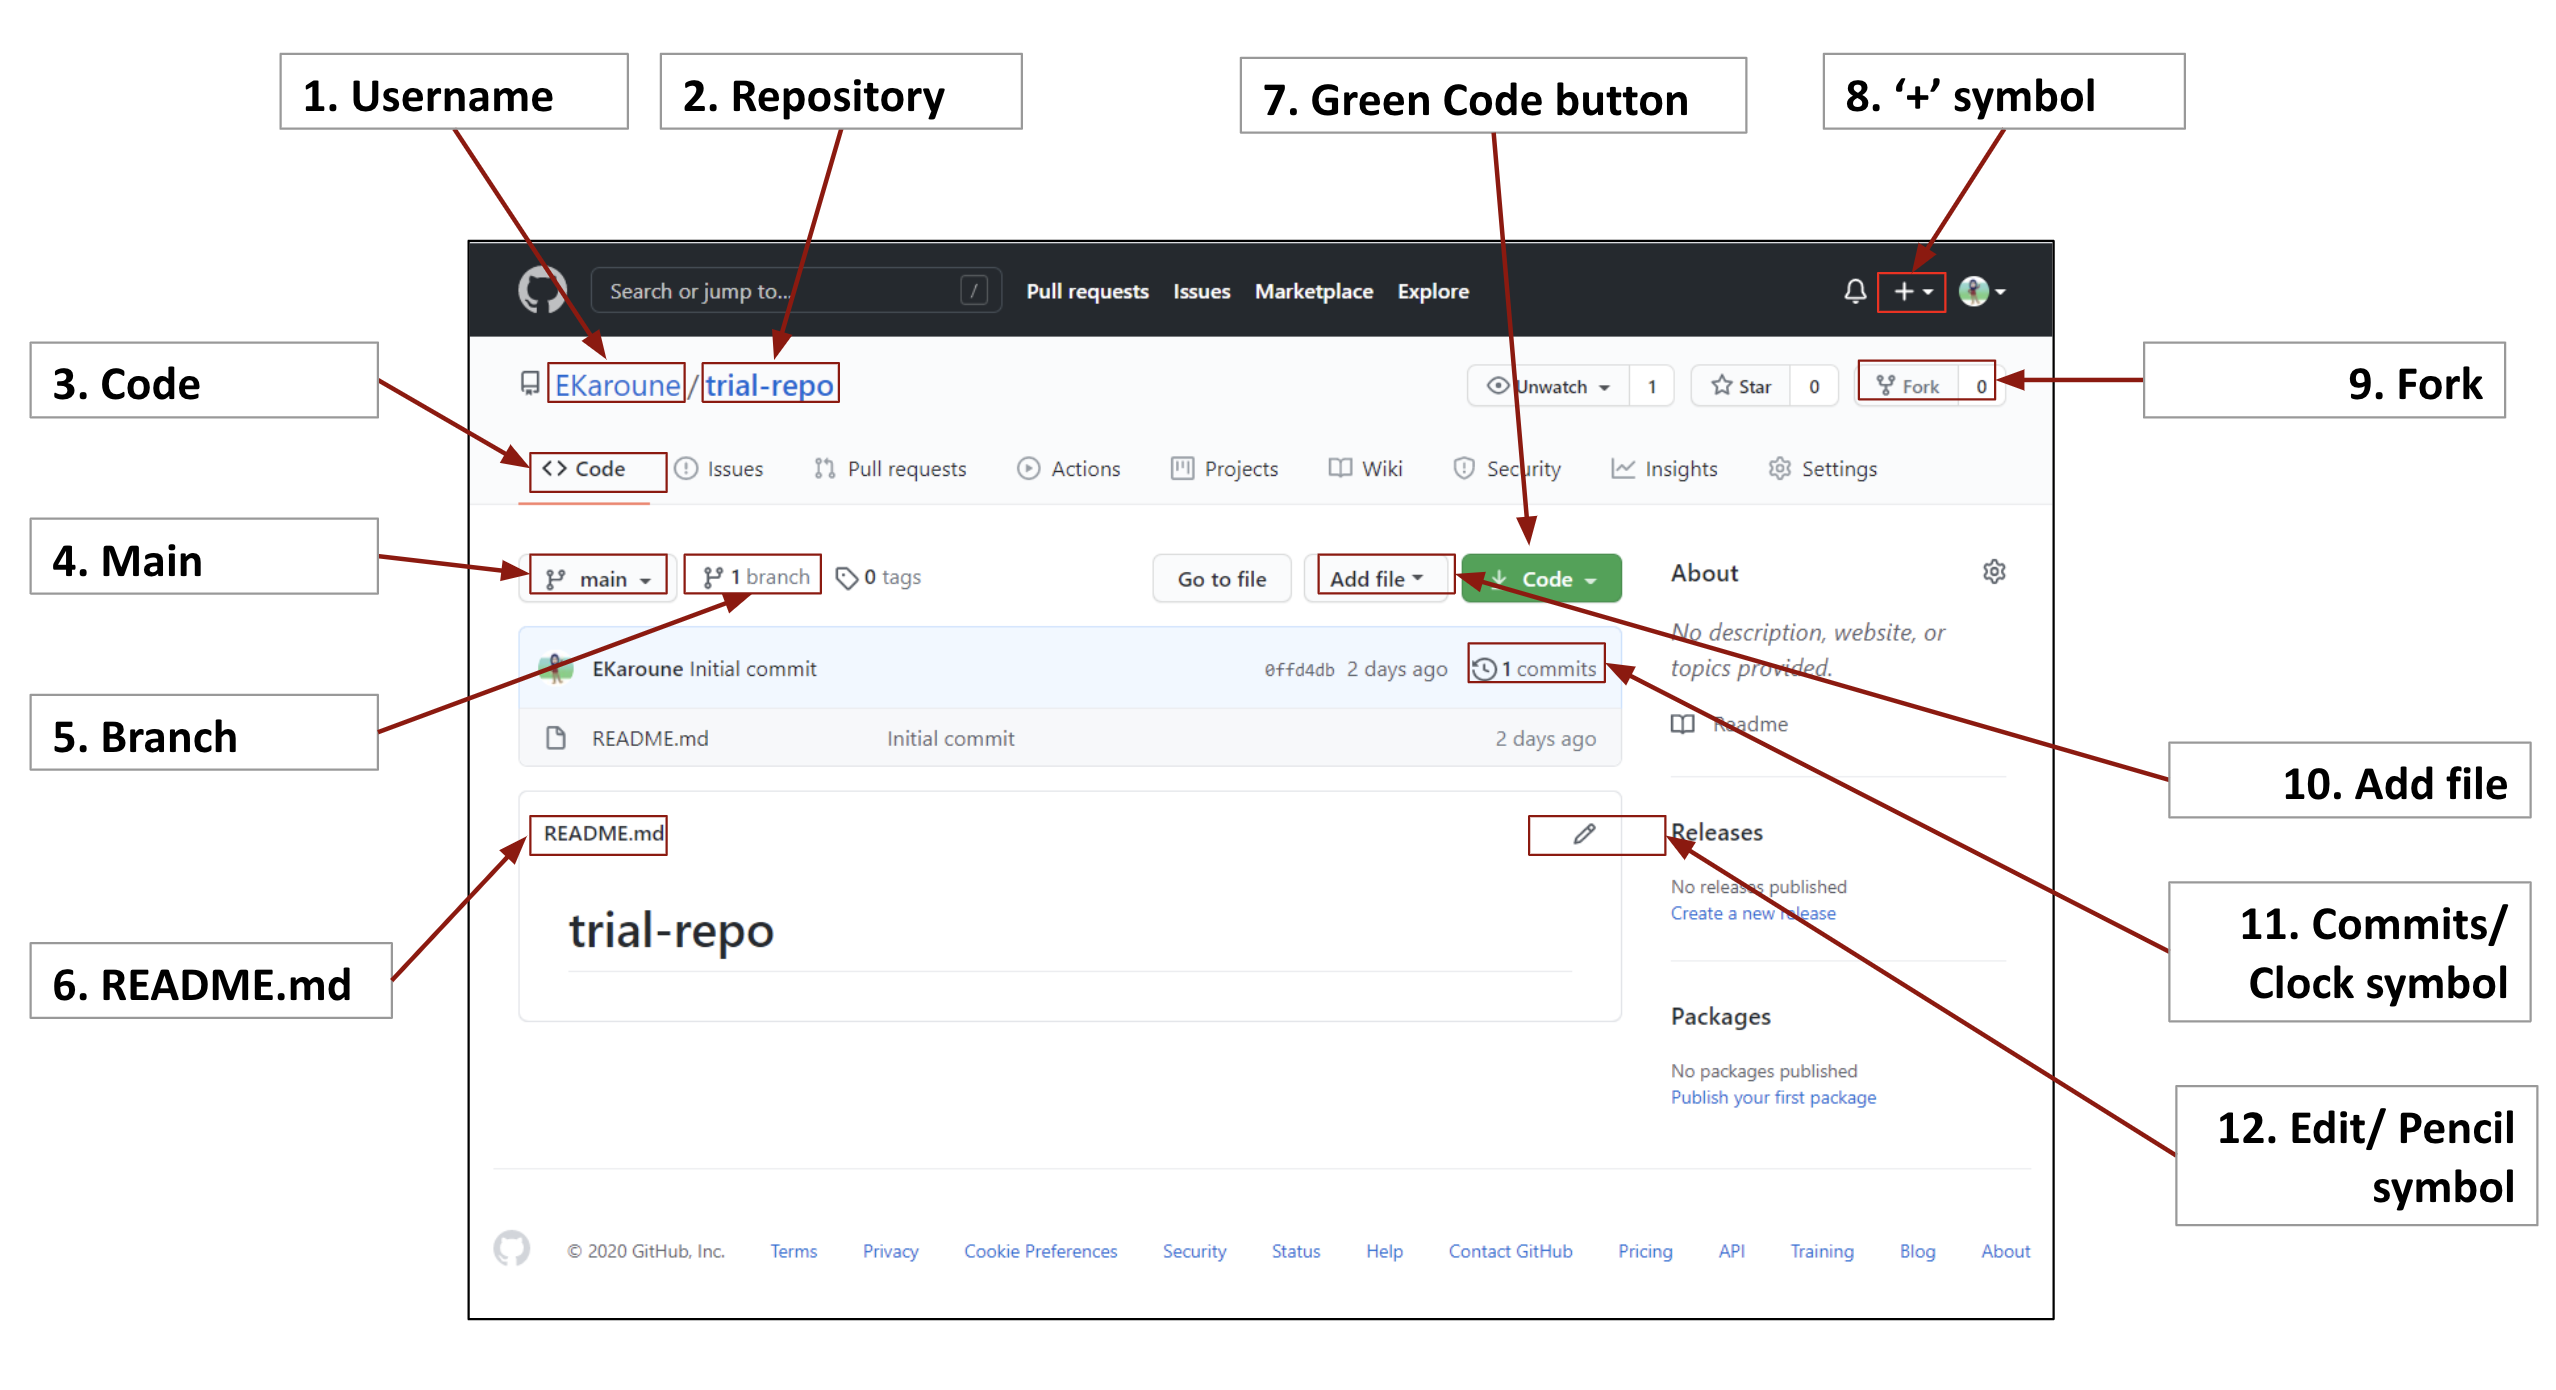 1. Username
2. Repository
7. Green Code button
8. ‘+’ symbol
Search or jump to...
/
Pull requests Issues Marketplace Explore
3. Code
EKaroune / trial-repo
Unwatch 1
Star 0
Fork 0
9. Fork
Code Issues Pull requests Actions Projects Wiki Security Insights Settings
4. Main
main
1 branch
0 tags
Go to file
Add file
Code
About
No description, website, or
topics provided.
Readme
EKaroune Initial commit 0ffd4db 2 days ago 1 commits
5. Branch
README.md Initial commit 2 days ago
10. Add file
README.md
Releases
No releases published
Create a new release
trial-repo
6. README.md
11. Commits/
Clock symbol
Packages
No packages published
Publish your first package
12. Edit/ Pencil
symbol
© 2020 GitHub, Inc. Terms Privacy Cookie Preferences Security Status Help Contact GitHub Pricing API Training Blog About